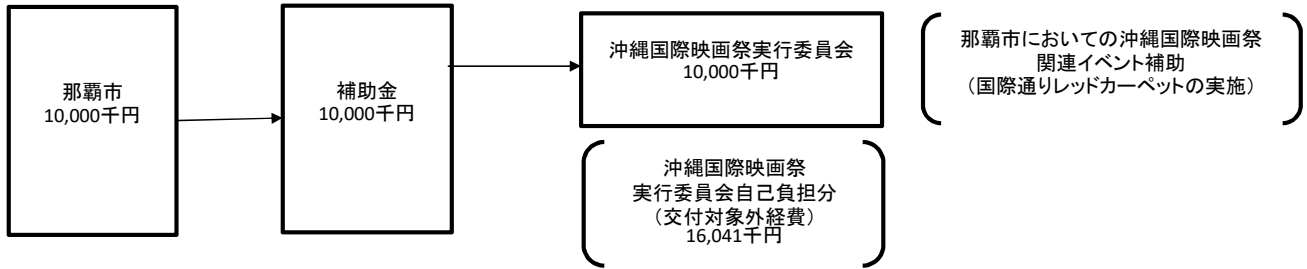 那覇市
10,000千円
補助金
10,000千円
沖縄国際映画祭実行委員会
10,000千円
那覇市においての沖縄国際映画祭
関連イベント補助
(国際通りレッドカーペットの実施)
沖縄国際映画祭
実行委員会自己負担分
(交付対象外経費)
16,041千円